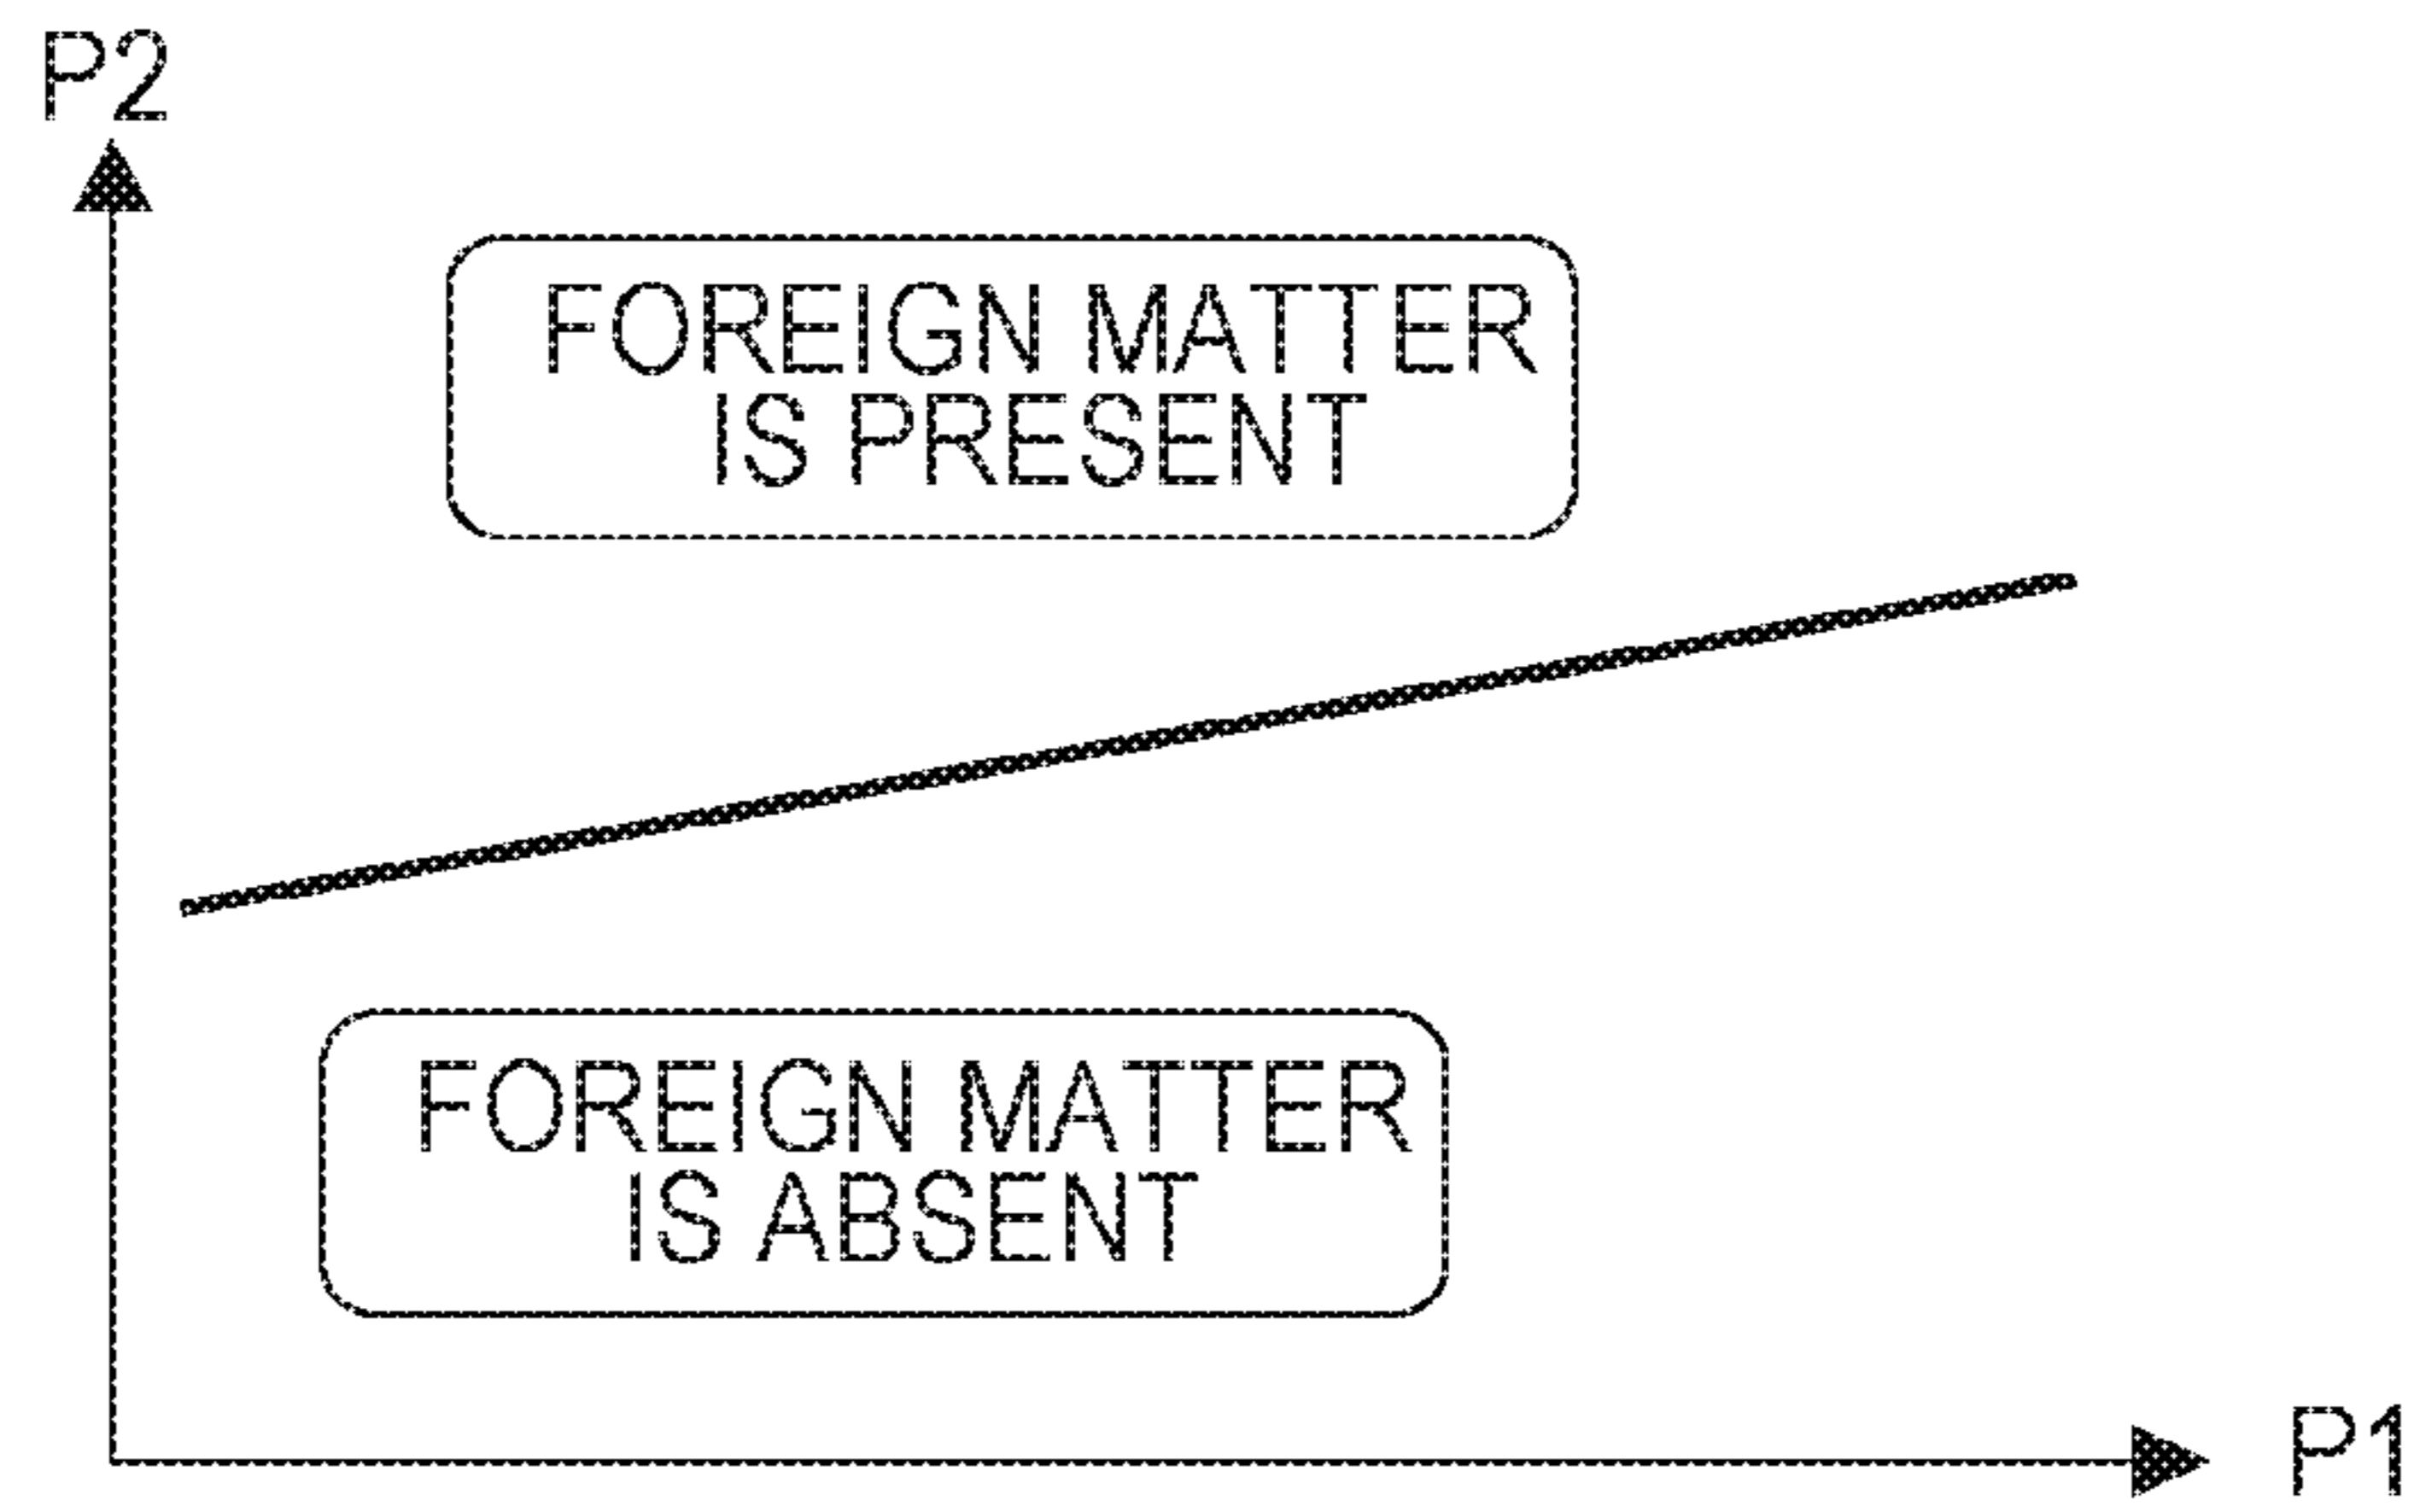 P2
FOREIGN MATTER
IS PRESENT
FOREIGN MATTER
IS ABSENT
P1